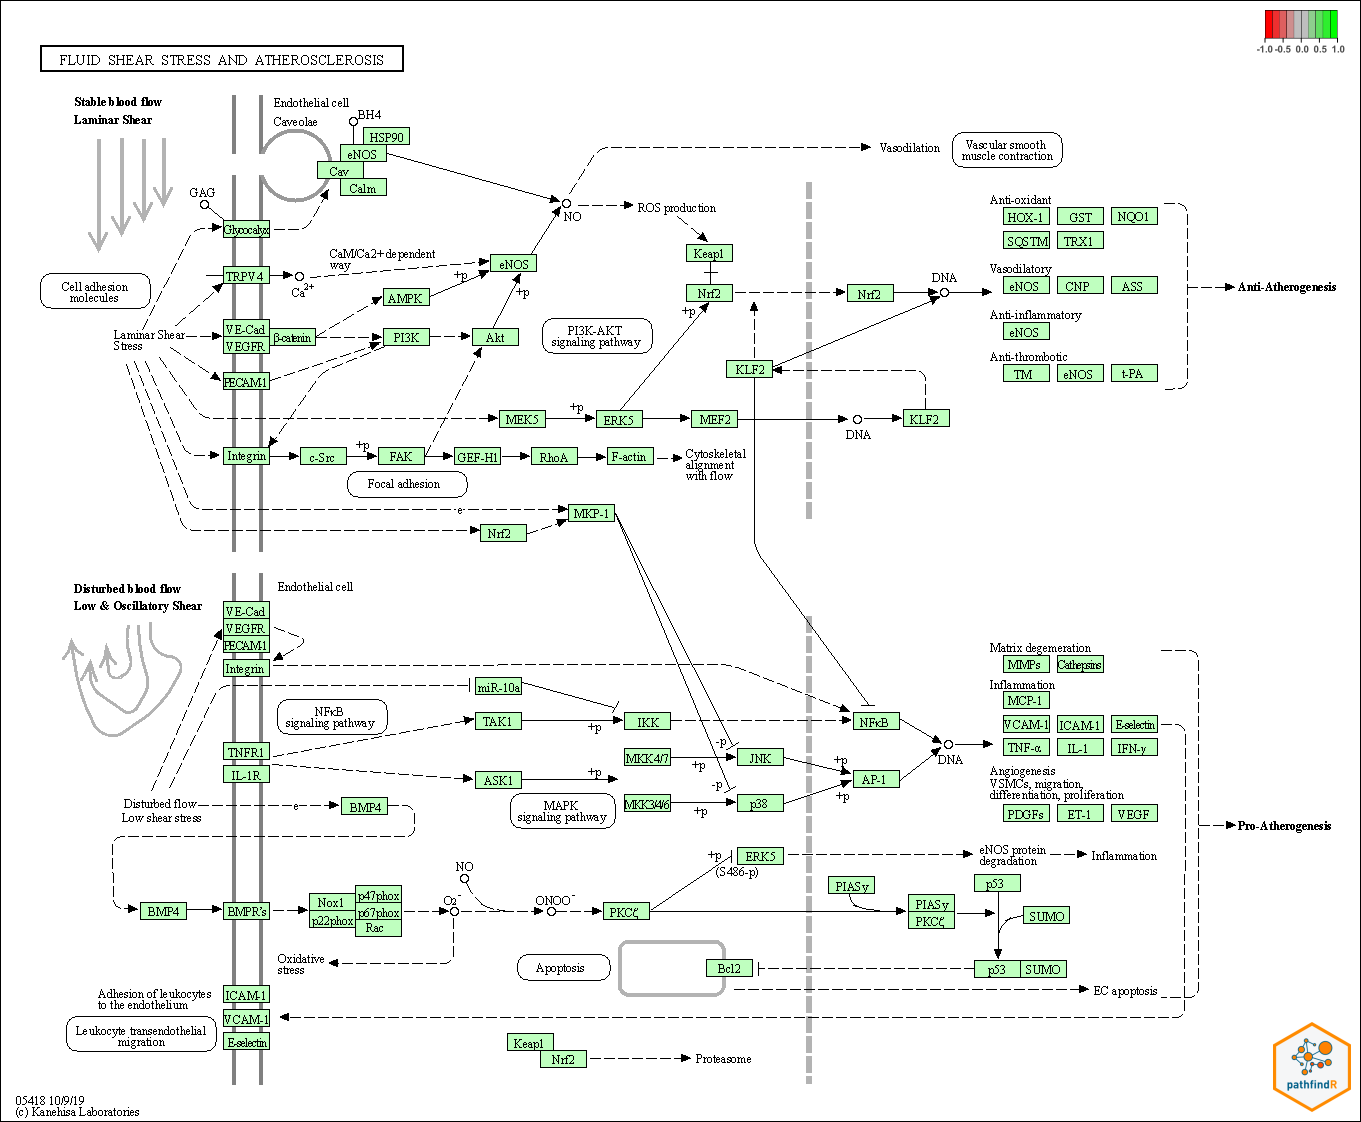 -1.0 -0.5 0.0 0.5 1.0
FLUID SHEAR STRESS AND ATHEROSCLEROSIS
Stable blood flow
Laminar Shear
Endothelial cell
Caveolae
BH4
HSP90
eNOS
Cav
Calm
GAG
Glycocalyx
NO
Vasodilation
Vascular smooth
muscle contraction
ROS production
Keap1
Nrf2
+p
Nrf2
DNA
Anti-oxidant
HOX-1
GST
NQO1
SQSTM
TRX1
Vasodilatory
eNOS
CNP
ASS
Anti-inflammatory
eNOS
Anti-thrombotic
TM
eNOS
t-PA
Anti-Atherogenesis
Cell adhesion
molecules
TRPV4
Ca2+
CaM/Ca2+ dependent
way
eNOS
+p
+p
AMPK
Laminar Shear
Stress
VE-Cad
VEGFR
β-catenin
PI3K
Akt
PI3K-AKT
signaling pathway
PECAM-1
KLF2
MEK5
+p
ERK5
MEF2
DNA
KLF2
Integrin
c-Src
+p
FAK
GEF-H1
RhoA
F-actin
Cytoskeletal
alignment
with flow
Focal adhesion
e
MKP-1
Nrf2
Disturbed blood flow
Low & Oscillatory Shear
Endothelial cell
VE-Cad
VEGFR
PECAM-1
Integrin
miR-10a
NFκB
signaling pathway
TAK1
+p
IKK
NFκB
TNFR1
IL-1R
MKK4/7
+p
-p
JNK
+p
ASK1
+p
AP-1
DNA
MAPK
signaling pathway
MKK3/4/6
+p
-p
p38
+p
Matrix degemeration
MMPs
Cathepsins
Inflammation
MCP-1
VCAM-1
ICAM-1
E-selectin
TNF-α
IL-1
IFN-γ
Angiogenesis
VSMCs, migration,
differentiation, proliferation
PDGFs
ET-1
VEGF
Pro-Atherogenesis
Disturbed flow
Low shear stress
e
BMP4
+p
(S486-p)
ERK5
eNOS protein
degradation
Inflammation
NO
BMP4
BMPR's
Nox1
p22phox
p47phox
p67phox
Rac
O2-
ONOO-
PKCζ
PIASy
PIASy
PKCζ
p53
SUMO
p53
SUMO
Oxidative
stress
Apoptosis
Bcl2
EC apoptosis
Adhesion of leukocytes
to the endothelium
ICAM-1
VCAM-1
E-selectin
Leukocyte transendothelial
migration
Keap1
Nrf2
Proteasome
05418 10/9/19
(c) Kanehisa Laboratories
pathfindR